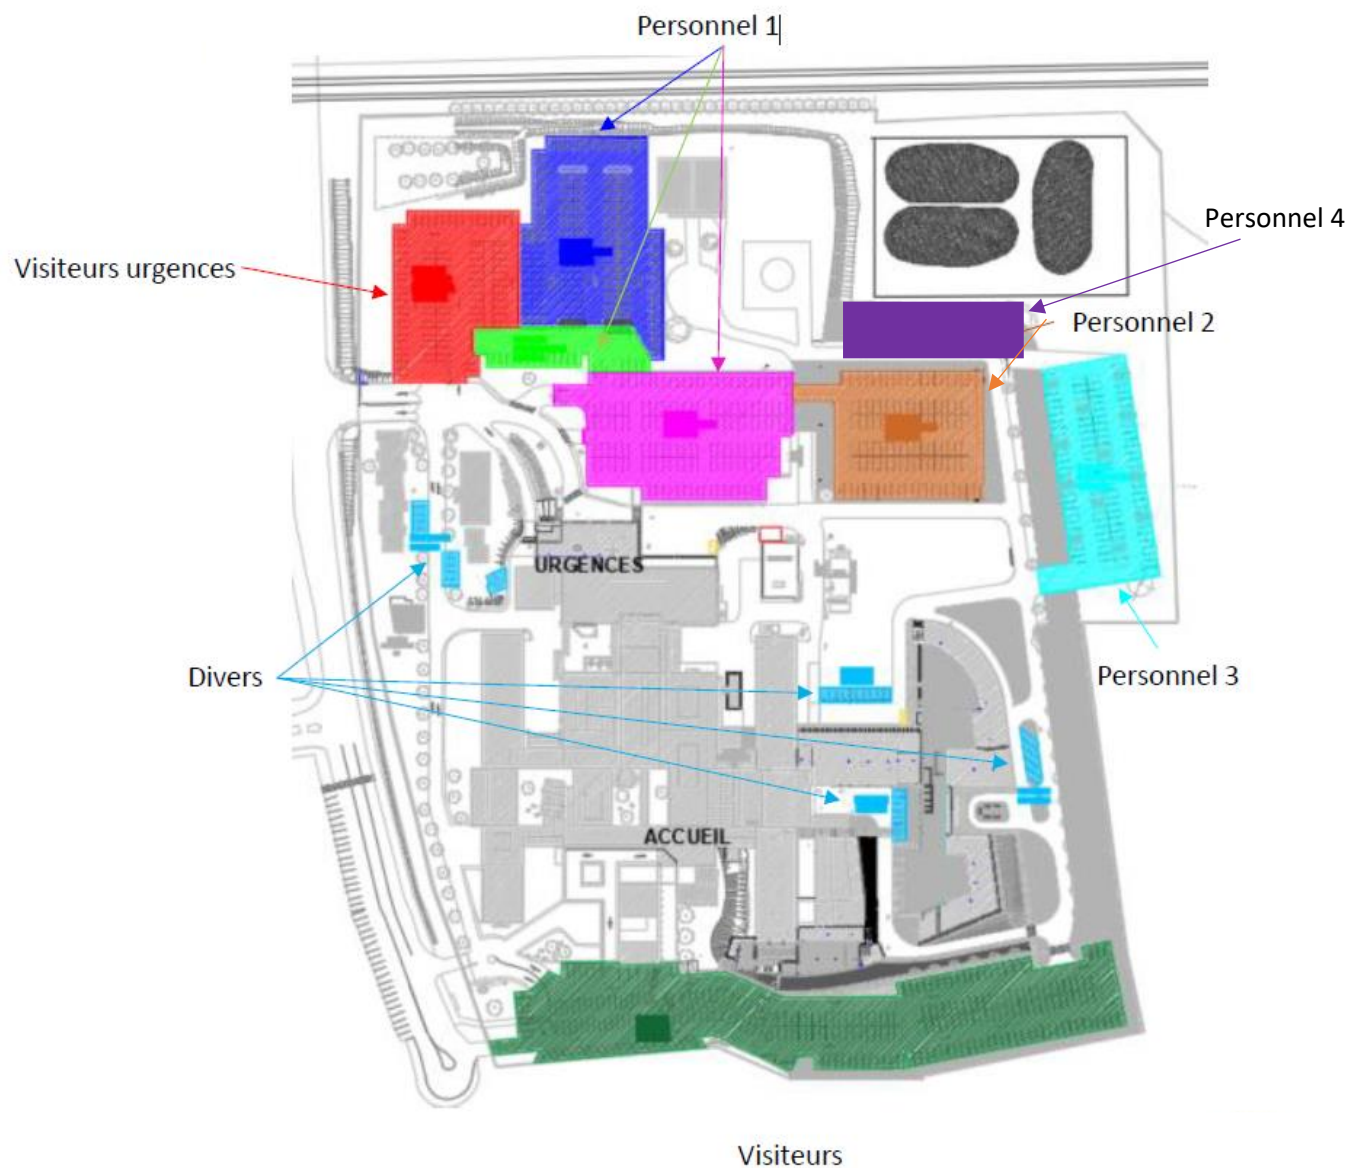 Personnel 1
Personnel 4
Visiteurs urgences
Personnel 2
URGENCES
Divers
Personnel 3
ACCUEIL
Visiteurs